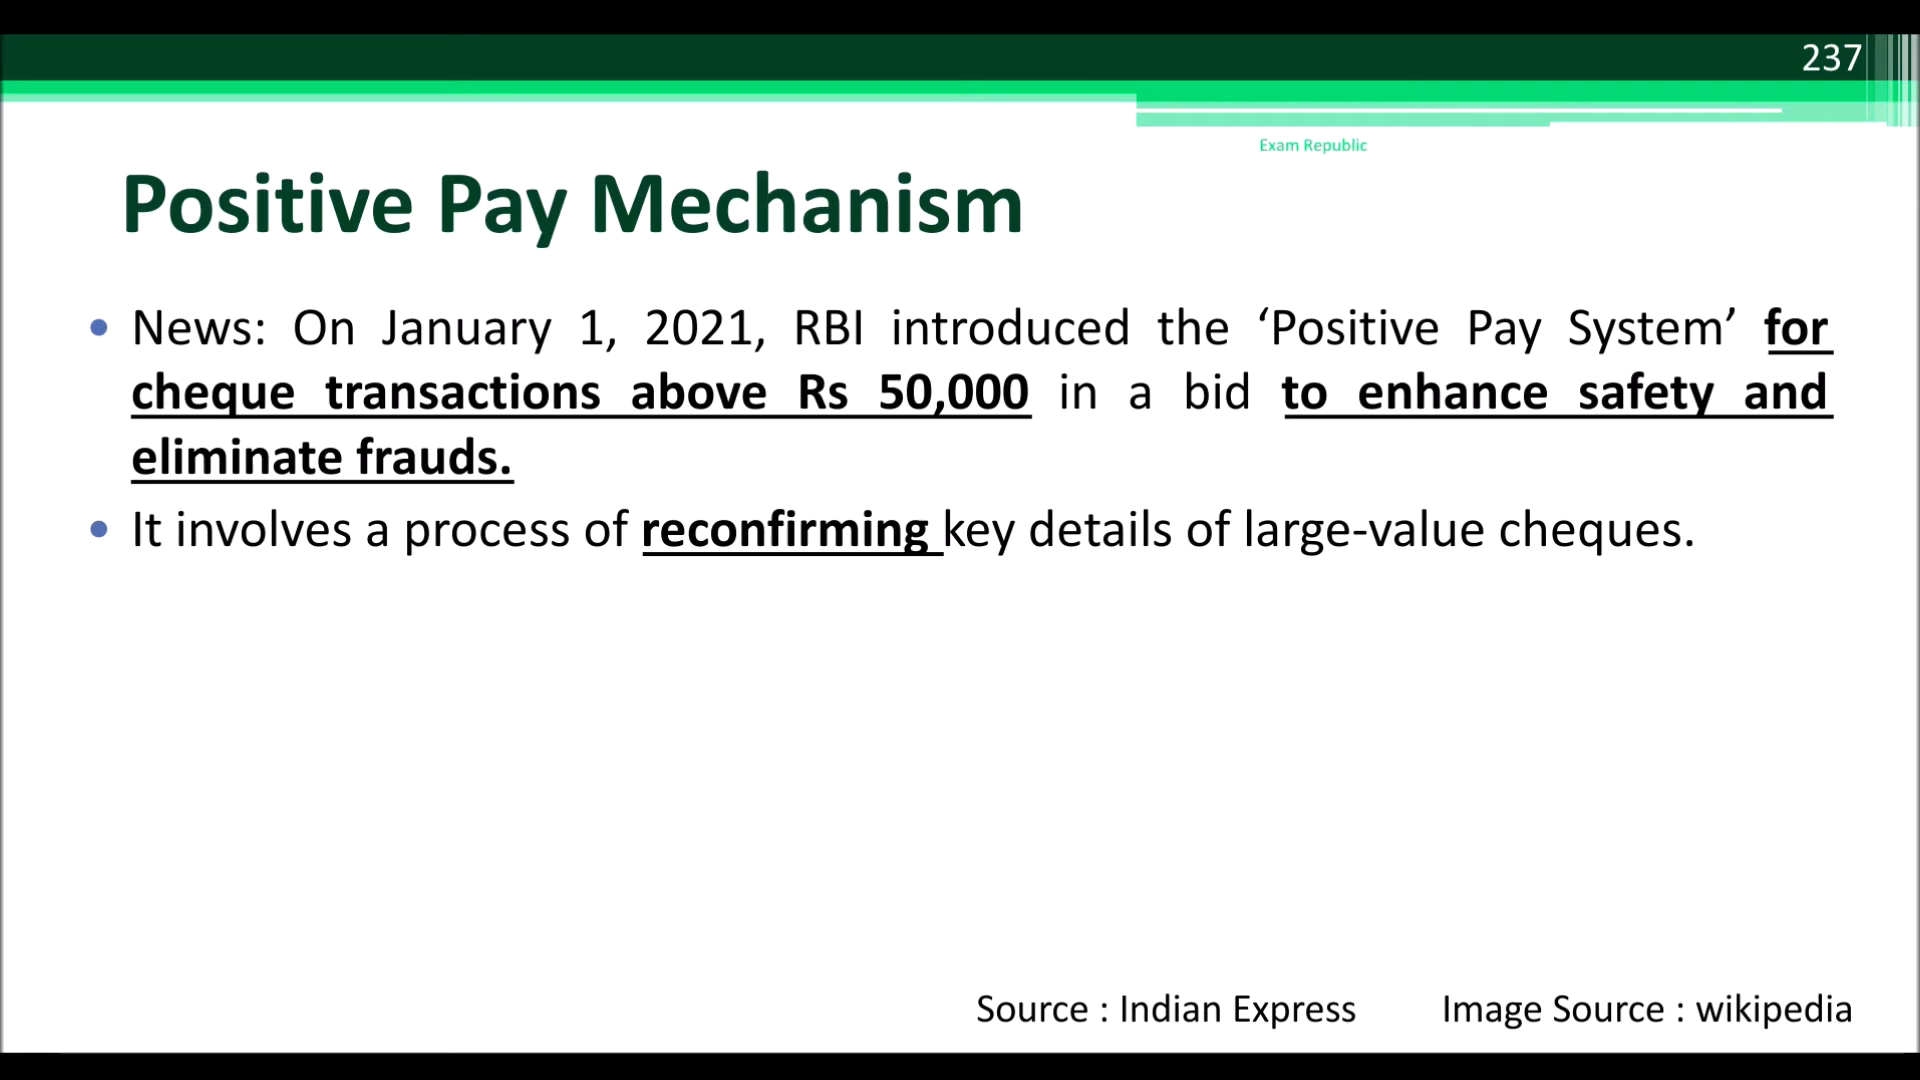 237
Exam Republic
Positive Pay Mechanism
• News: On January 1, 2021, RBI introduced the ‘Positive Pay System’ for
cheque transactions above Rs 50,000 in a bid to enhance safety and
eliminate frauds.
• It involves a process of reconfirming key details of large-value cheques.
Source : Indian Express Image Source : wikipedia